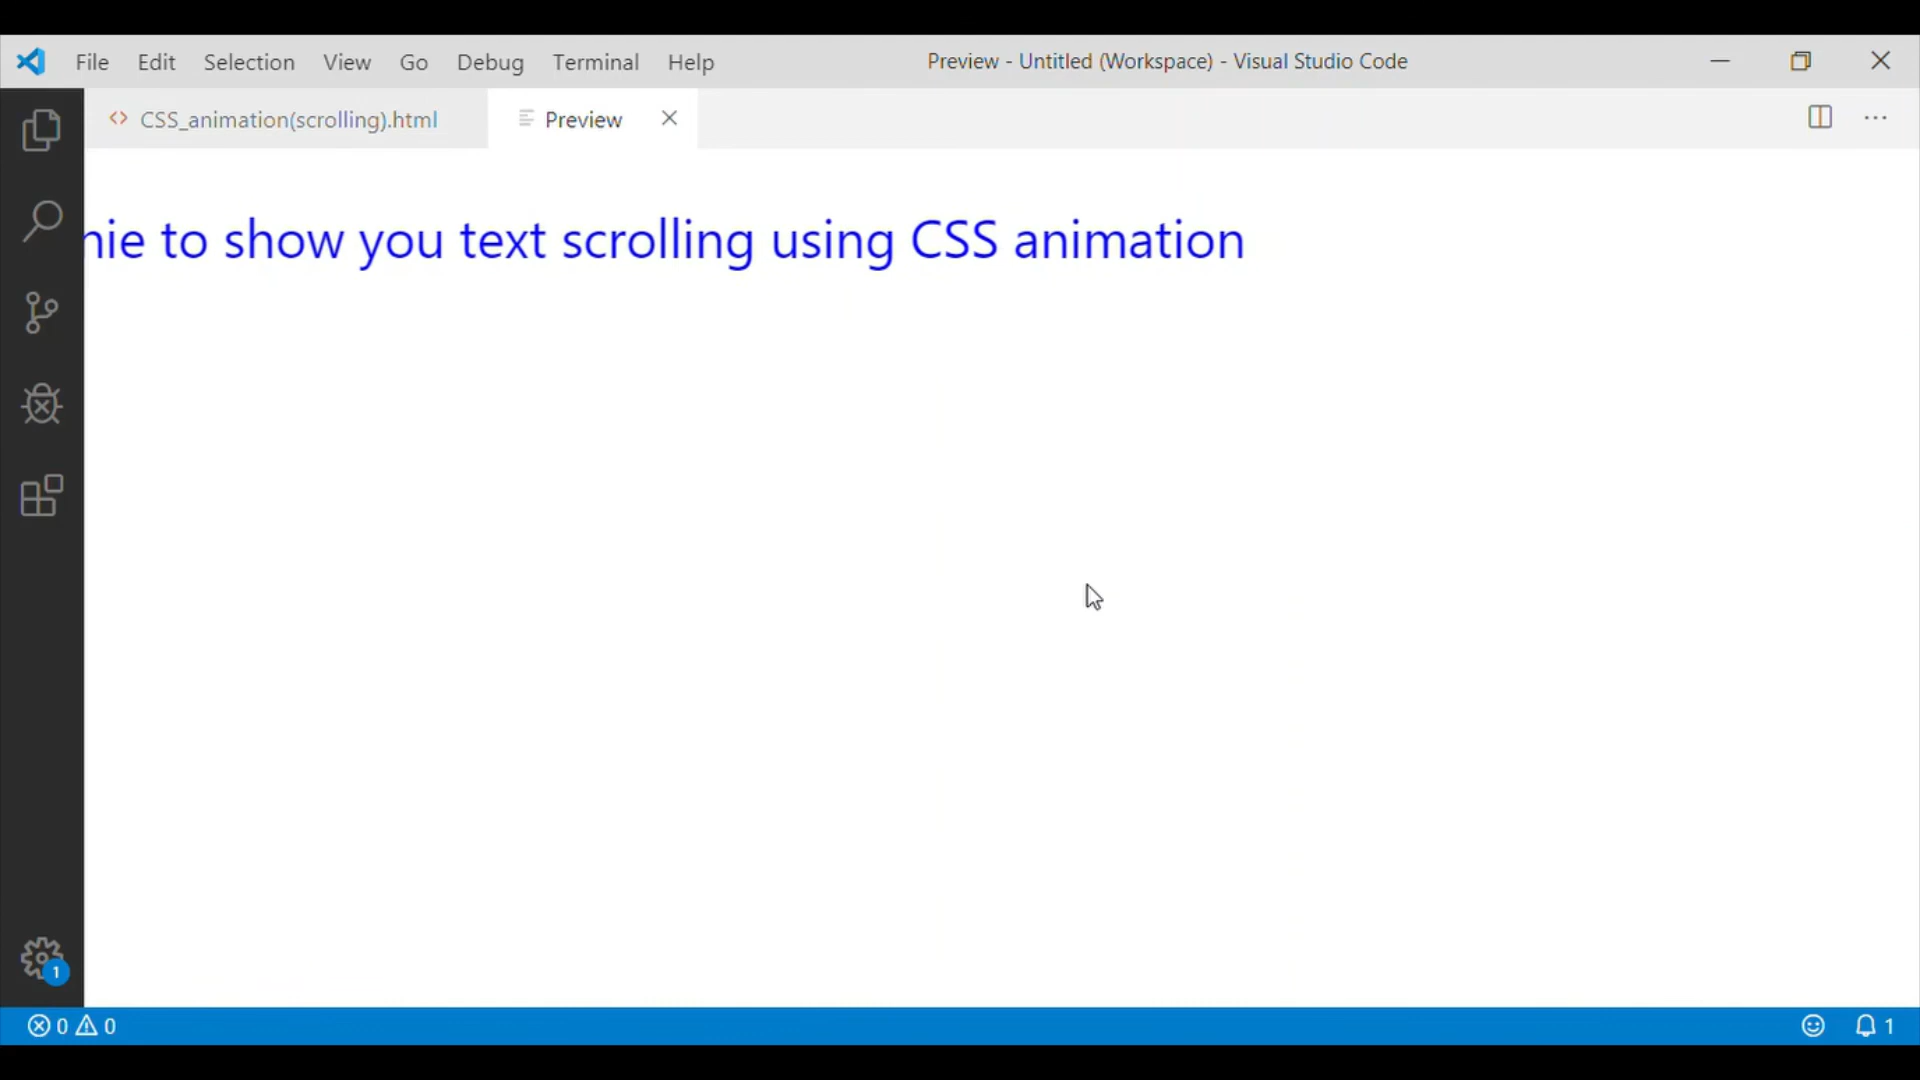 File Edit Selection View Go Debug Terminal Help Preview - Untitled (Workspace) - Visual Studio Code
CSS_animation(scrolling).html Preview
nie to show you text scrolling using CSS animation
1
0 0 1